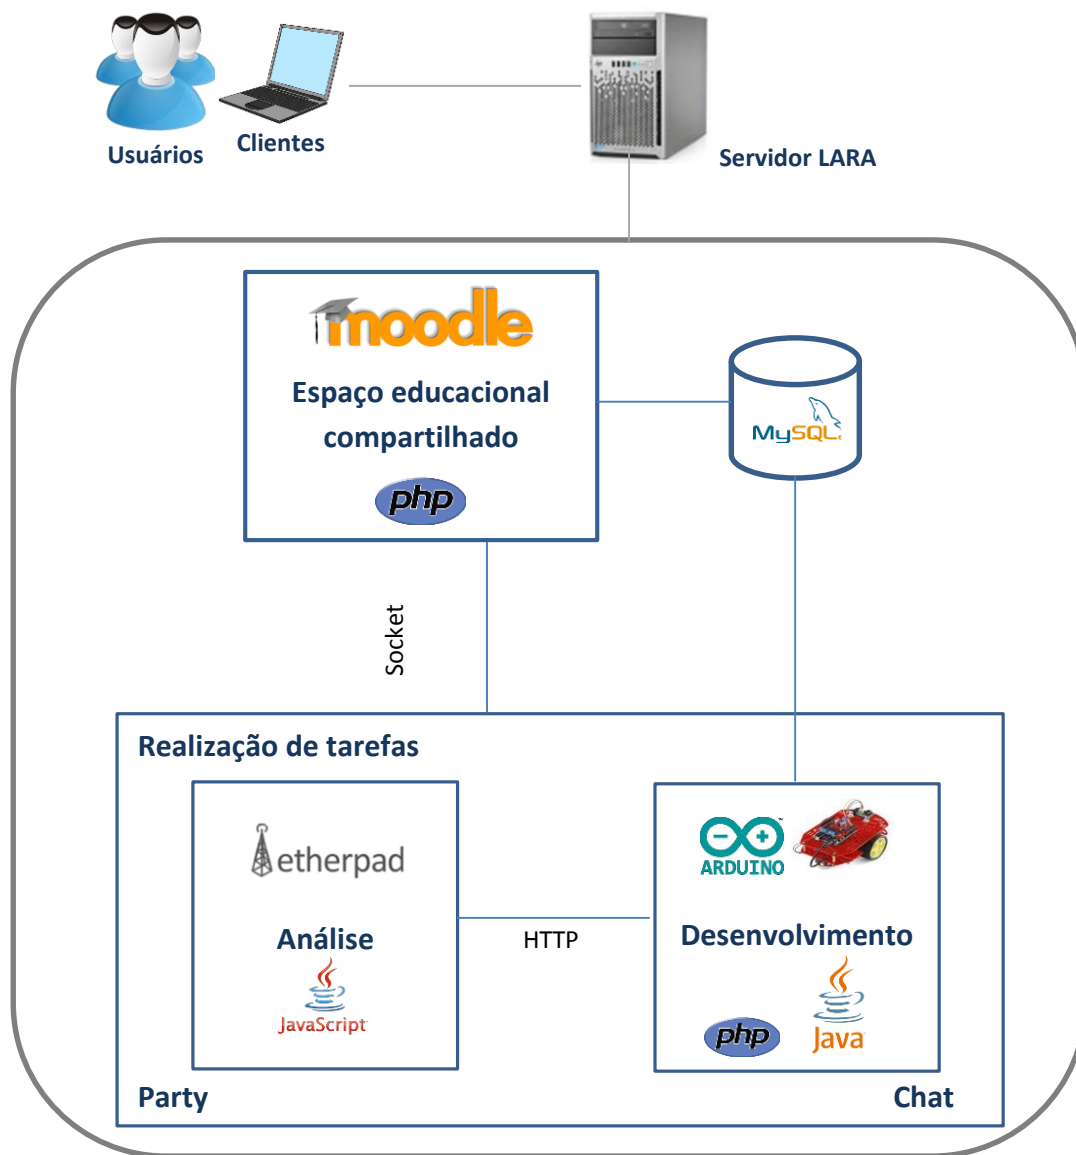 Usuários
Clientes
Servidor LARA
moodle
Espaço educacional
compartilhado
php
MySQL
Socket
Realização de tarefas
etherpad
Análise
JavaScript
HTTP
ARDUINO
TM
Desenvolvimento
php
Java
Party
Chat